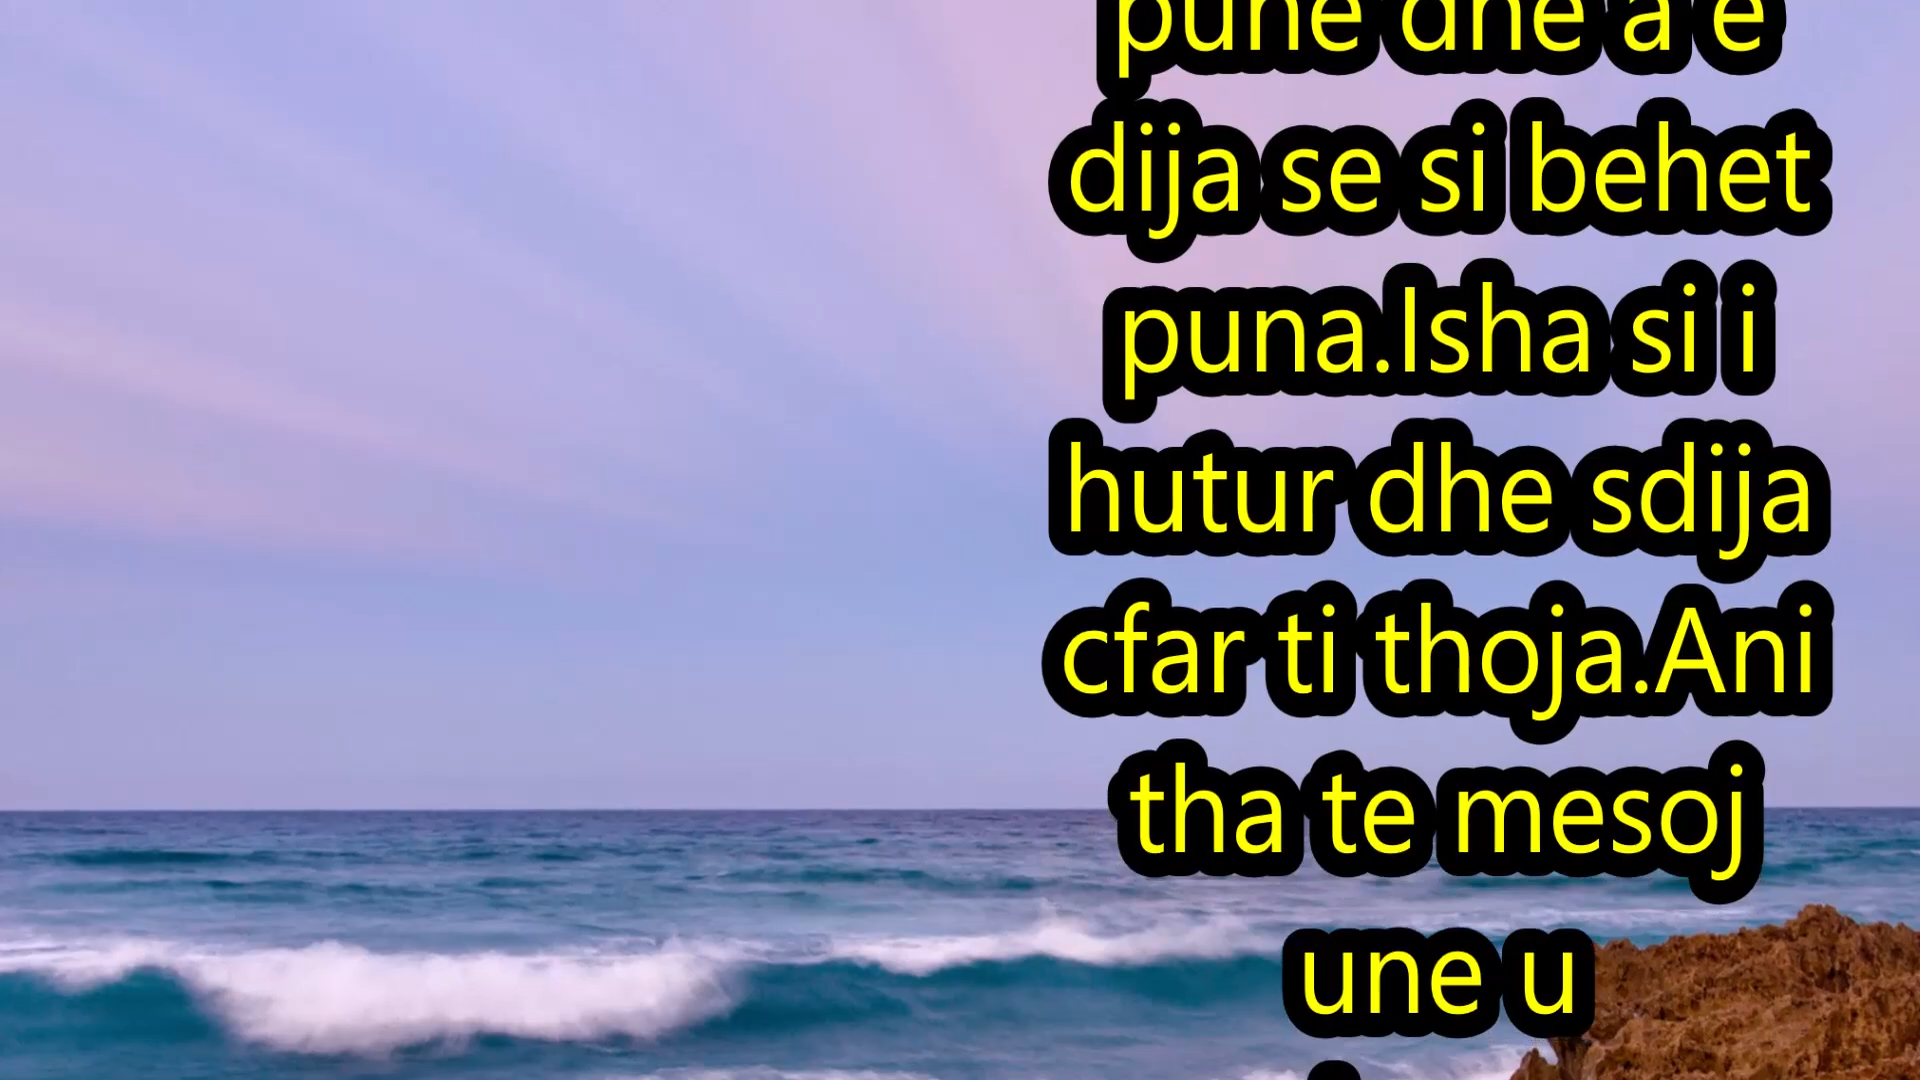 pune dhe a e
dija se si behet
puna.Isha si i
hutur dhe sdija
cfar ti thoja.Ani
tha te mesoj
une u